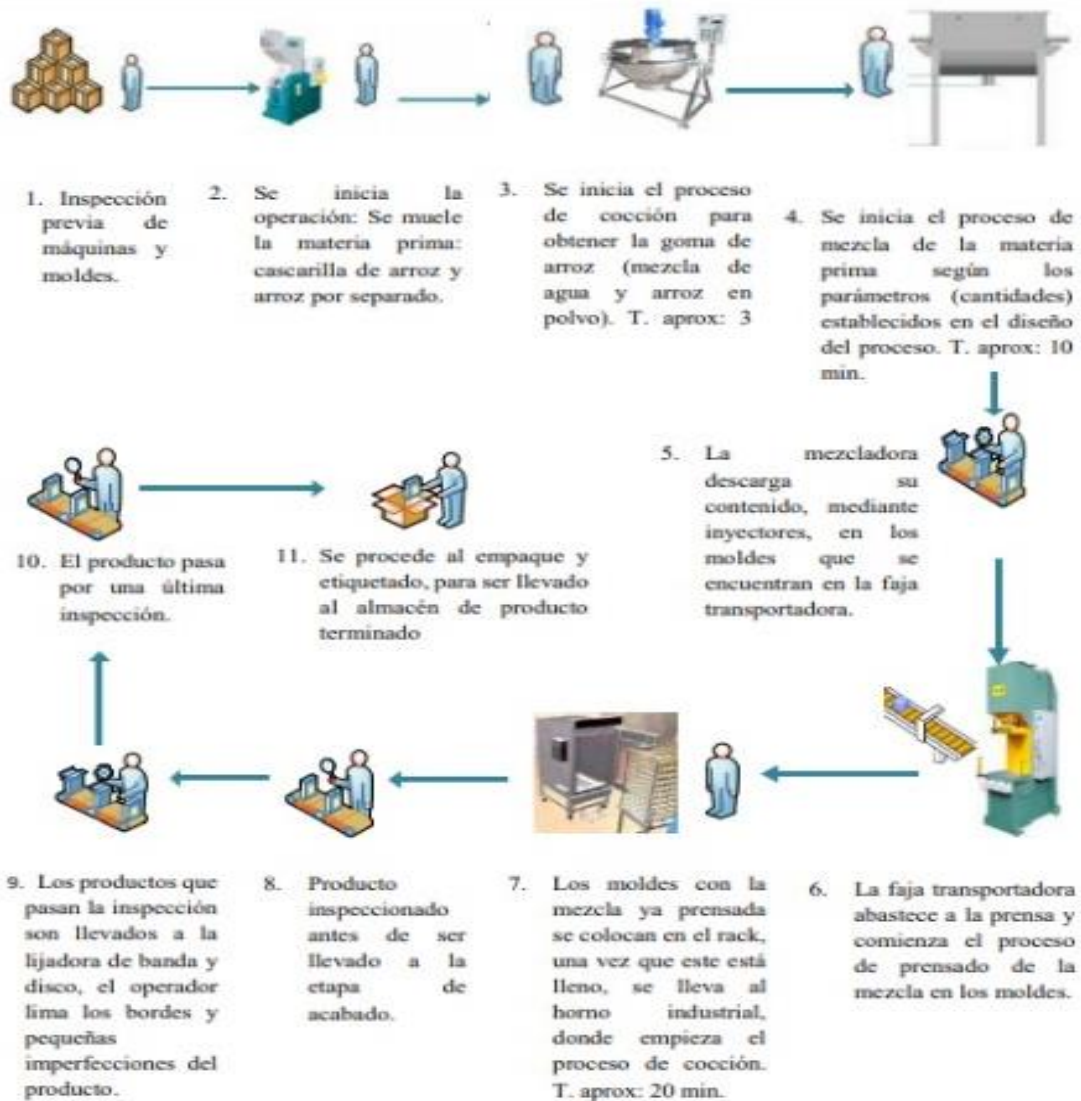 1. Inspección
previa de
máquinas y
moldes.
2. Se inicia la
operación: Se muele
la materia prima:
cascarilla de arroz y
arroz por separado.
3. Se inicia el proceso
de cocción para
obtener la goma de
arroz (mezcla de
agua y arroz en
polvo). T. aprox: 3
4. Se inicia el proceso de
mezcla de la materia
prima según los
parámetros (cantidades)
establecidos en el diseño
del proceso. T. aprox: 10
min.
5. La mezcladora
descarga su
contenido, mediante
inyectores, en los
moldes que se
encuentran en la faja
transportadora.
10. El producto pasa
por una última
inspección.
11. Se procede al empaque y
etiquetado, para ser llevado
al almacén de producto
terminado
9. Los productos que
pasan la inspección
son llevados a la
lijadora de banda y
disco, el operador
lima los bordes y
pequeñas
imperfecciones del
producto.
8. Producto
inspeccionado
antes de ser
llevado a la
etapa de
acabado.
7. Los moldes con la
mezcla ya prensada
se colocan en el rack,
una vez que este está
lleno, se lleva al
horno industrial,
donde empieza el
proceso de cocción.
T. aprox: 20 min.
6. La faja transportadora
abastece a la prensa y
comienza el proceso
de prensado de la
mezcla en los moldes.